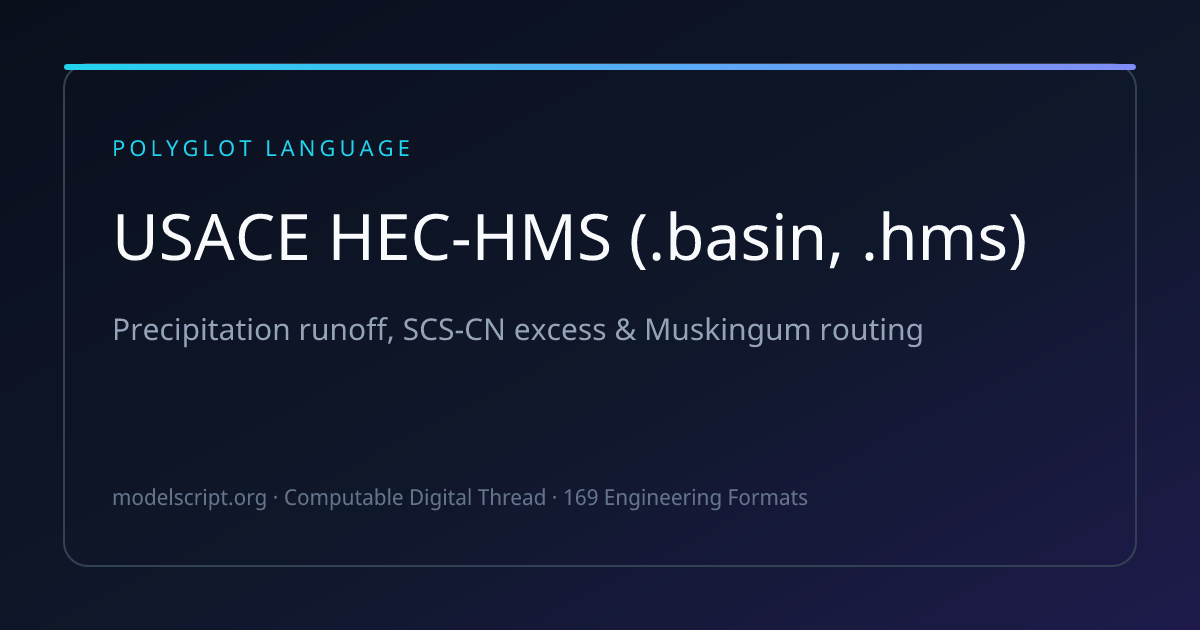 POLYGLOT LANGUAGE
USACE HEC-HMS (.basin, .hms)
Precipitation runoff, SCS-CN excess & Muskingum routing
modelscript.org · Computable Digital Thread · 169 Engineering Formats